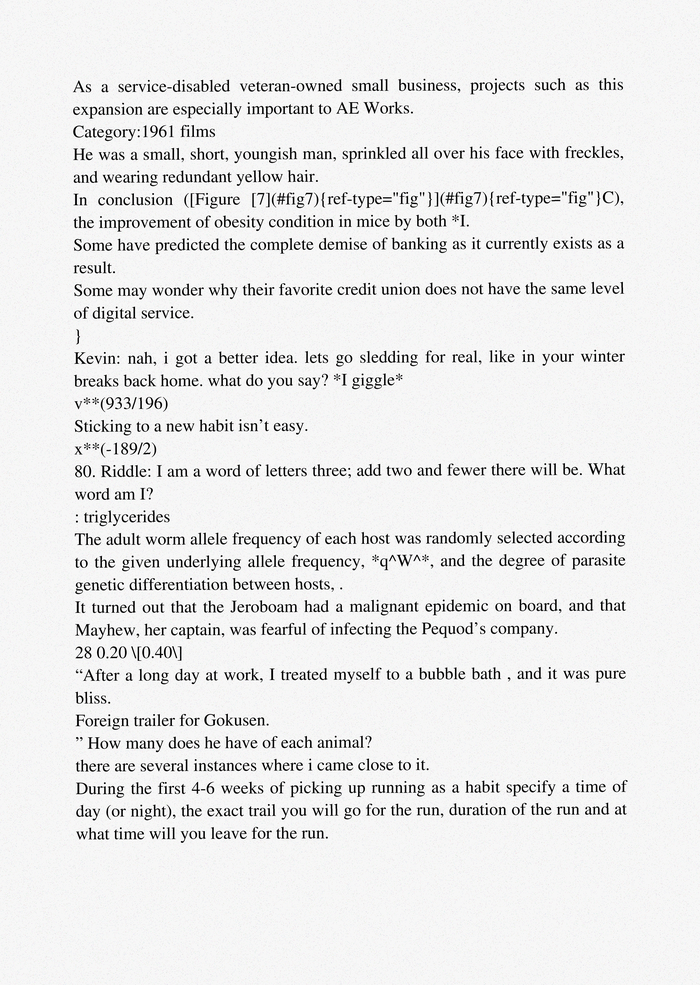 As a service-disabled veteran-owned small business, projects such as this
expansion are especially important to AE Works.
Category:1961 films
He was a small, short, youngish man, sprinkled all over his face with freckles,
and wearing redundant yellow hair.
In conclusion ([Figure [7](#fig7){ref-type="fig"}](#fig7){ref-type="fig"}C),
the improvement of obesity condition in mice by both *I.
Some have predicted the complete demise of banking as it currently exists as a
result.
Some may wonder why their favorite credit union does not have the same level
of digital service.
}
Kevin: nah, i got a better idea. lets go sledding for real, like in your winter
breaks back home. what do you say? *I giggle*
v**(933/196)
Sticking to a new habit isn’t easy.
x**(-189/2)
80. Riddle: I am a word of letters three; add two and fewer there will be. What
word am I?
: triglycerides
The adult worm allele frequency of each host was randomly selected according
to the given underlying allele frequency, *q^W^*, and the degree of parasite
genetic differentiation between hosts, .
It turned out that the Jeroboam had a malignant epidemic on board, and that
Mayhew, her captain, was fearful of infecting the Pequod’s company.
28 0.20 \[0.40\]
“After a long day at work, I treated myself to a bubble bath , and it was pure
bliss.
Foreign trailer for Gokusen.
” How many does he have of each animal?
there are several instances where i came close to it.
During the first 4-6 weeks of picking up running as a habit specify a time of
day (or night), the exact trail you will go for the run, duration of the run and at
what time will you leave for the run.